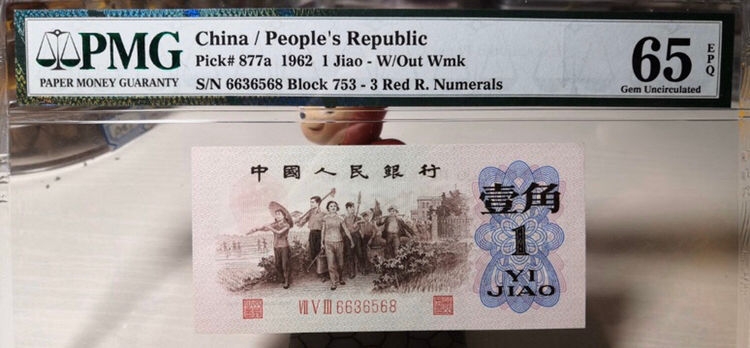 PMG
PAPER MONEY GUARANTY
China / People's Republic
Pick# 877a 1962 1 Jiao - W/Out Wmk
S/N 6636568 Block 753 - 3 Red R. Numerals
65 EPQ
Gem Uncirculated
中國人民銀行
壹角
1
YI
JIAO
Ⅶ Ⅴ Ⅲ 6636568